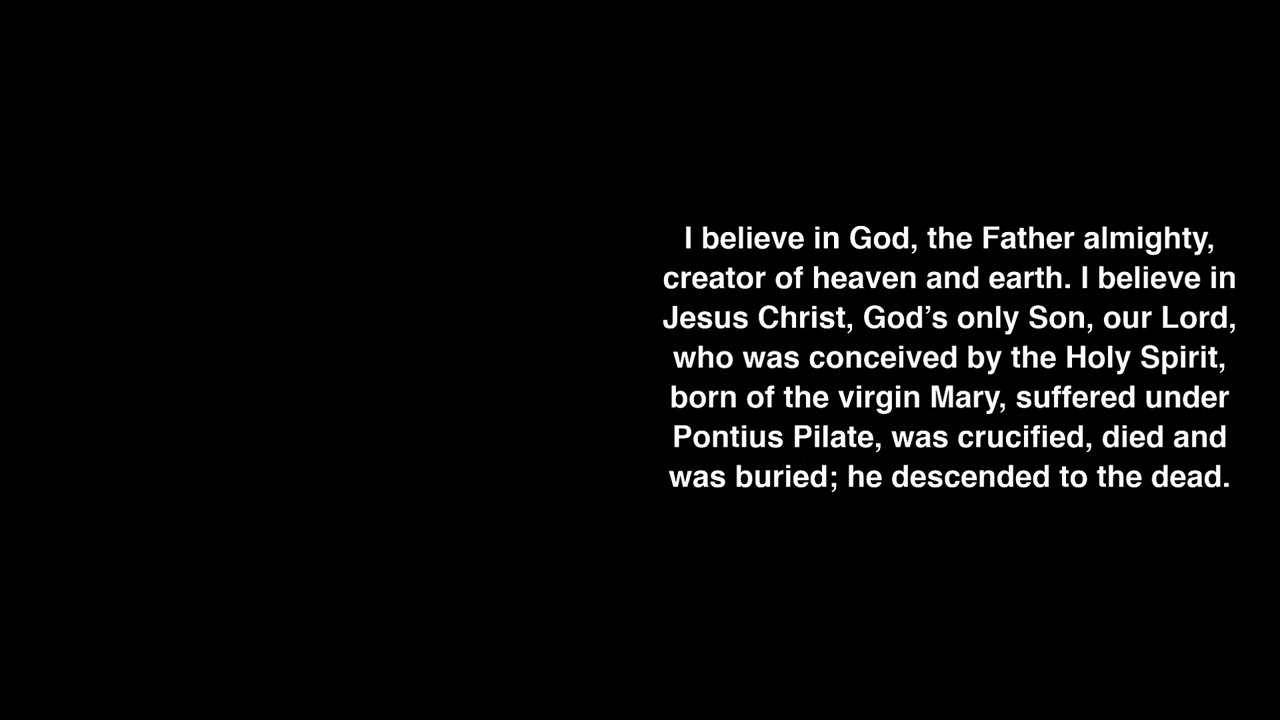 I believe in God, the Father almighty,
creator of heaven and earth. I believe in
Jesus Christ, God’s only Son, our Lord,
who was conceived by the Holy Spirit,
born of the virgin Mary, suffered under
Pontius Pilate, was crucified, died and
was buried; he descended to the dead.